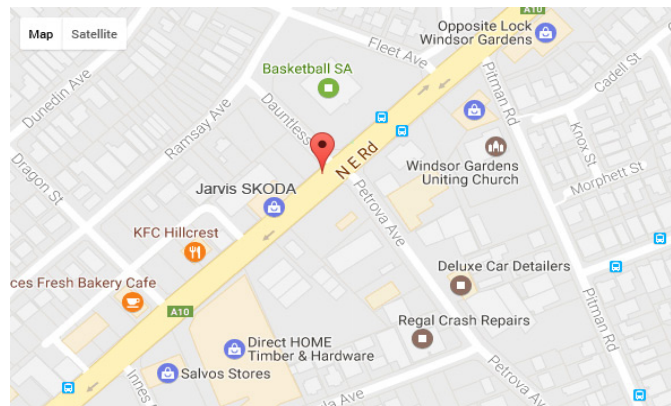 Map
Satellite
A10
Opposite Lock
Windsor Gardens
Fleet Ave
Basketball SA
Dunedin Ave
Ramsay Ave
Dauntless
Pitman Rd
Cadell St
Knox St
N E Rd
Windsor Gardens
Uniting Church
Morphett St
Dragon St
Jarvis SKODA
Petrova Ave
KFC Hillcrest
Deluxe Car Detailers
ces Fresh Bakery Cafe
A10
Pitman Rd
Regal Crash Repairs
Direct HOME
Timber & Hardware
Salvos Stores
Innes
la Ave
Petrova Ave